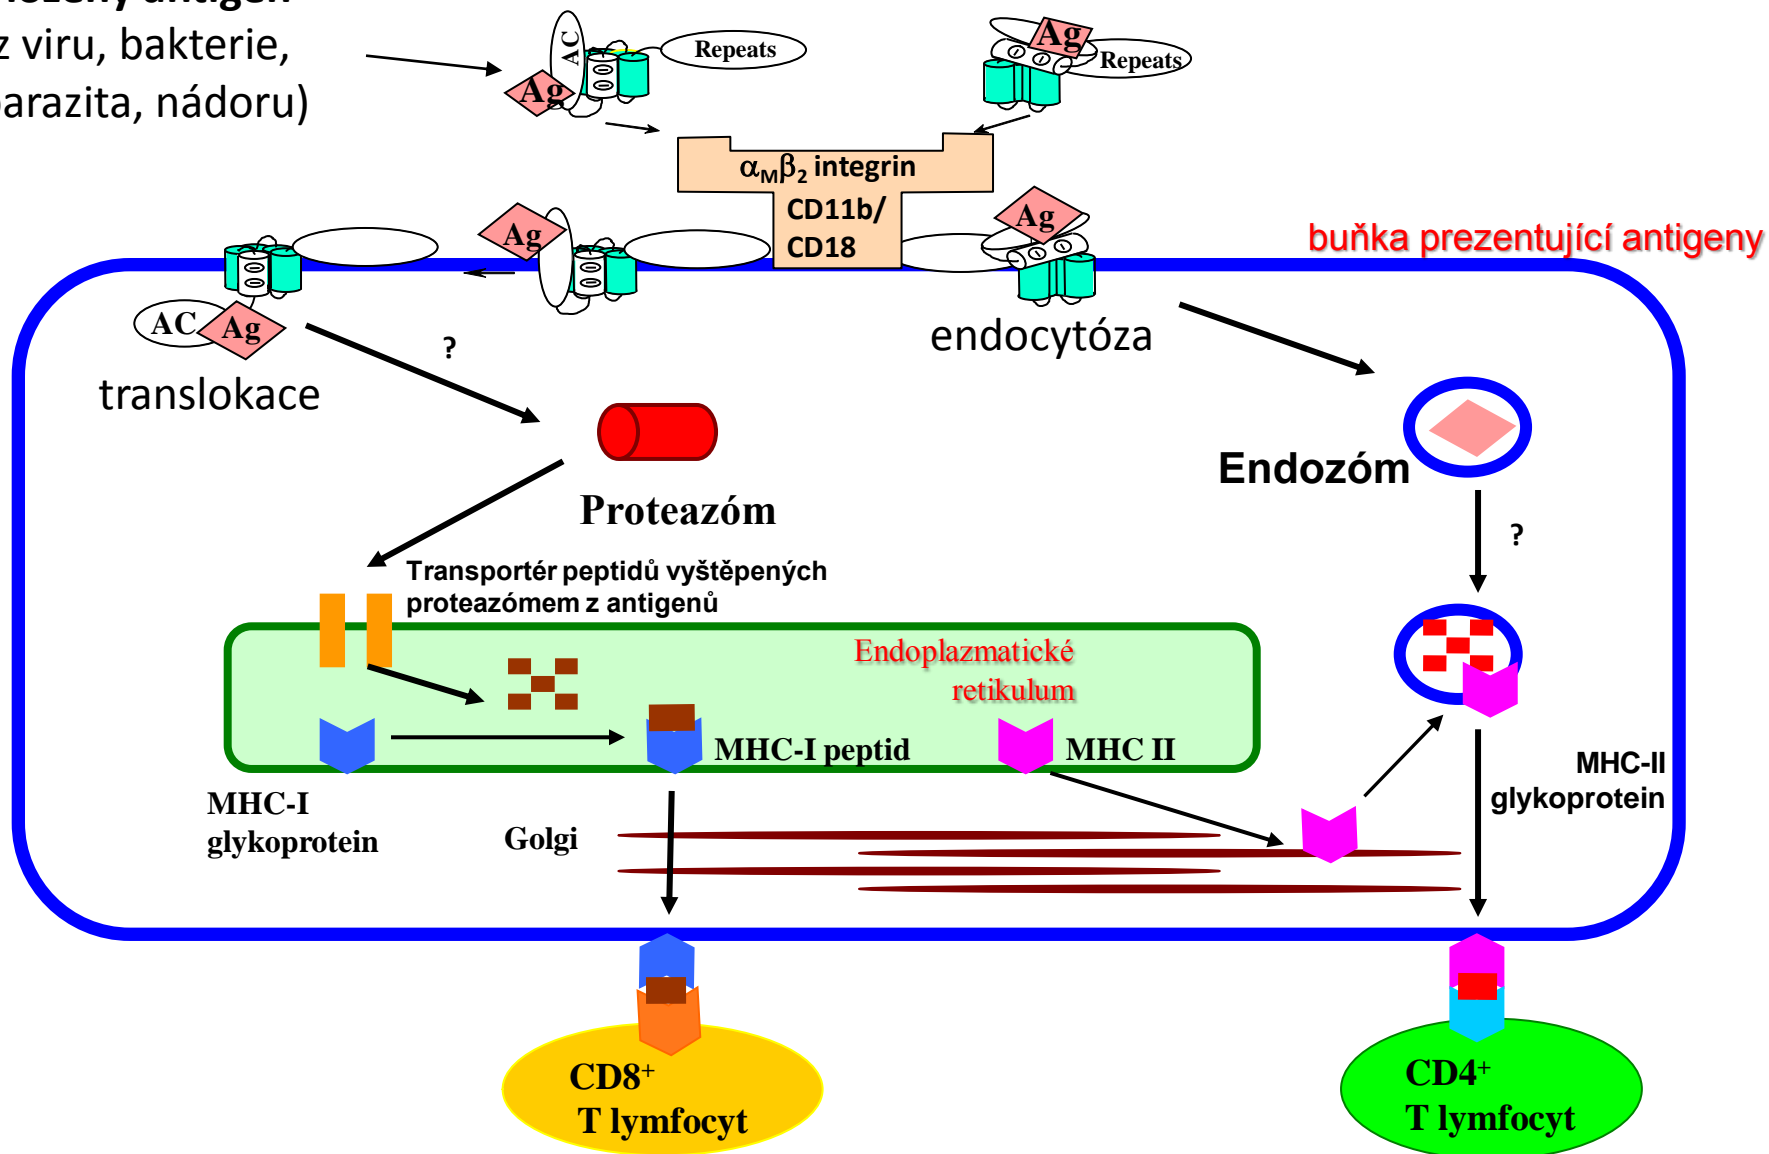 antigen
z viru, bakterie,
parazita, nádoru)
AC
Ag
Repeats
Ag
Repeats
αMβ2 integrin
CD11b/
CD18
Ag
Ag
buňka prezentující antigeny
AC
Ag
?
translokace
endocytóza
Endozóm
Proteazóm
?
Transportér peptidů vyštěpených
proteazómem z antigenů
Endoplazmatické
retikulum
MHC-I peptid
MHC II
MHC-II
glykoprotein
MHC-I
glykoprotein
Golgi
CD8+
T lymfocyt
CD4+
T lymfocyt